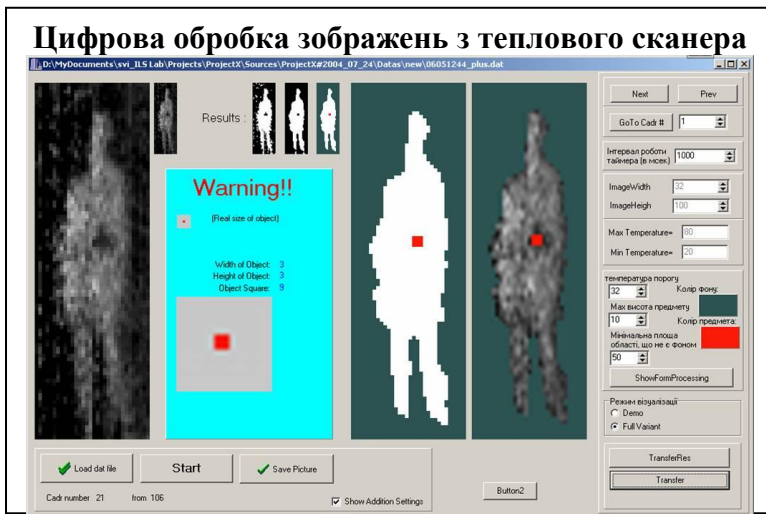 Цифрова обробка зображень з теплового сканера
D:\MyDocuments\svi_ILS Lab\Projects\ProjectX\Sources\ProjectX#2004_07_24\Datas\new\06051244_plus.dat
Results :
Warning!!
(Real size of object)
Width of Object: 3
Height of Object: 3
Object Square: 9
Next Prev
GoTo Cadr # 1
Інтервал роботи
таймера (в мсек.) 1000
ImageWidth 32
ImageHeigh 100
Max Temperature= 80
Min Temperature= 20
температура порогу
32 Колір фону:
Max висота предмету
10 Колір предмета:
Мінімальна площа
області, що не є фоном
50
ShowFormProcessing
Режим візуалізації
Demo
Full Variant
TransferRes
Transfer
Load dat file Start Save Picture
Cadr number 21 from 106 Show Addition Settings
Button2